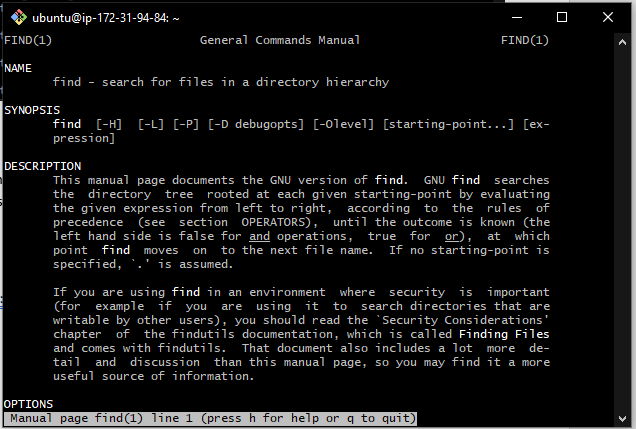 ubuntu@ip-172-31-94-84: ~
FIND(1) General Commands Manual FIND(1)
NAME
find - search for files in a directory hierarchy
SYNOPSIS
find [-H] [-L] [-P] [-D debugopts] [-Olevel] [starting-point...] [ex-
pression]
DESCRIPTION
This manual page documents the GNU version of find. GNU find searches
the directory tree rooted at each given starting-point by evaluating
the given expression from left to right, according to the rules of
precedence (see section OPERATORS), until the outcome is known (the
left hand side is false for and operations, true for or), at which
point find moves on to the next file name. If no starting-point is
specified, `.' is assumed.
If you are using find in an environment where security is important
(for example if you are using it to search directories that are
writable by other users), you should read the `Security Considerations'
chapter of the findutils documentation, which is called Finding Files
and comes with findutils. That document also includes a lot more de-
tail and discussion than this manual page, so you may find it a more
useful source of information.
OPTIONS
Manual page find(1) line 1 (press h for help or q to quit)